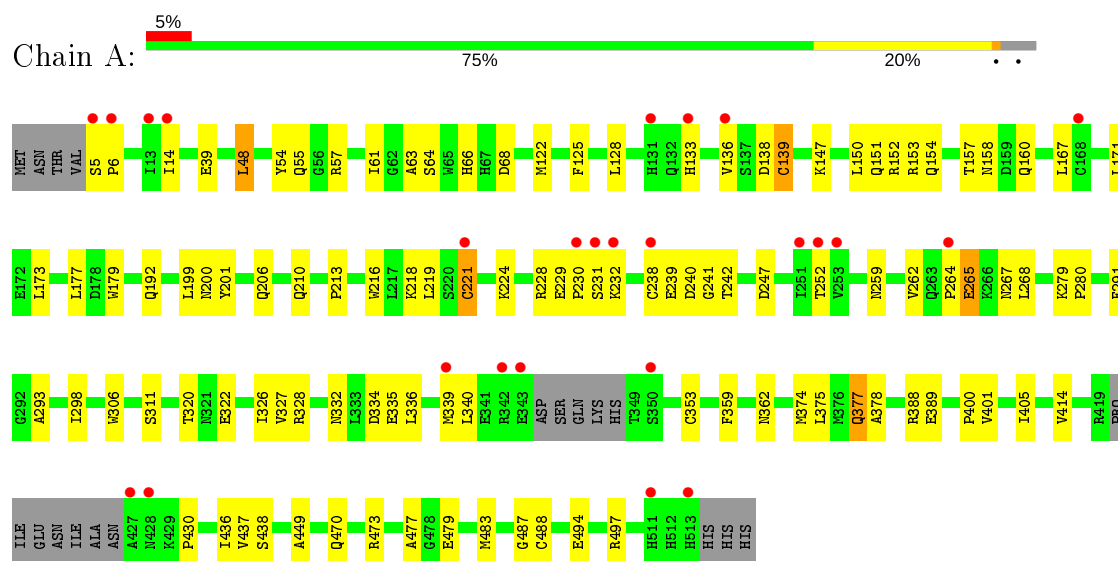 5%
Chain A:
75% 20% • •
MET ASN THR VAL S5 P6 I13 I14 E39 L48 Y54 Q55 G56 R57 I61 G62 A63 S64 W65 H66 H67 D68 M122 F125 L128 H131 Q132 H133 V136 S137 D138 C139 K147 L150 Q151 R152 R153 Q154 T157 N158 D159 Q160 L167 C168 L171
E172 L173 L177 D178 W179 Q192 L199 N200 Y201 Q206 Q210 P213 W216 L217 K218 L219 S220 C221 K224 R228 E229 P230 S231 K232 C238 E239 D240 G241 T242 D247 I251 T252 V253 N259 V262 Q263 P264 E265 K266 N267 L268 K279 P280 E291
G292 A293 I298 W306 S311 T320 N321 E322 I326 V327 R328 N332 L333 D334 E335 L336 M339 L340 E341 R342 E343 ASP SER GLN LYS HIS T349 S350 C353 F359 N362 M374 L375 M376 Q377 A378 R388 E389 P400 V401 I405 V414 R419 PRO
ILE GLU ASN ILE ALA ASN A427 N428 K429 P430 I436 V437 S438 A449 Q470 R473 A477 G478 E479 M483 G487 C488 E494 R497 H511 H512 H513 HIS HIS HIS